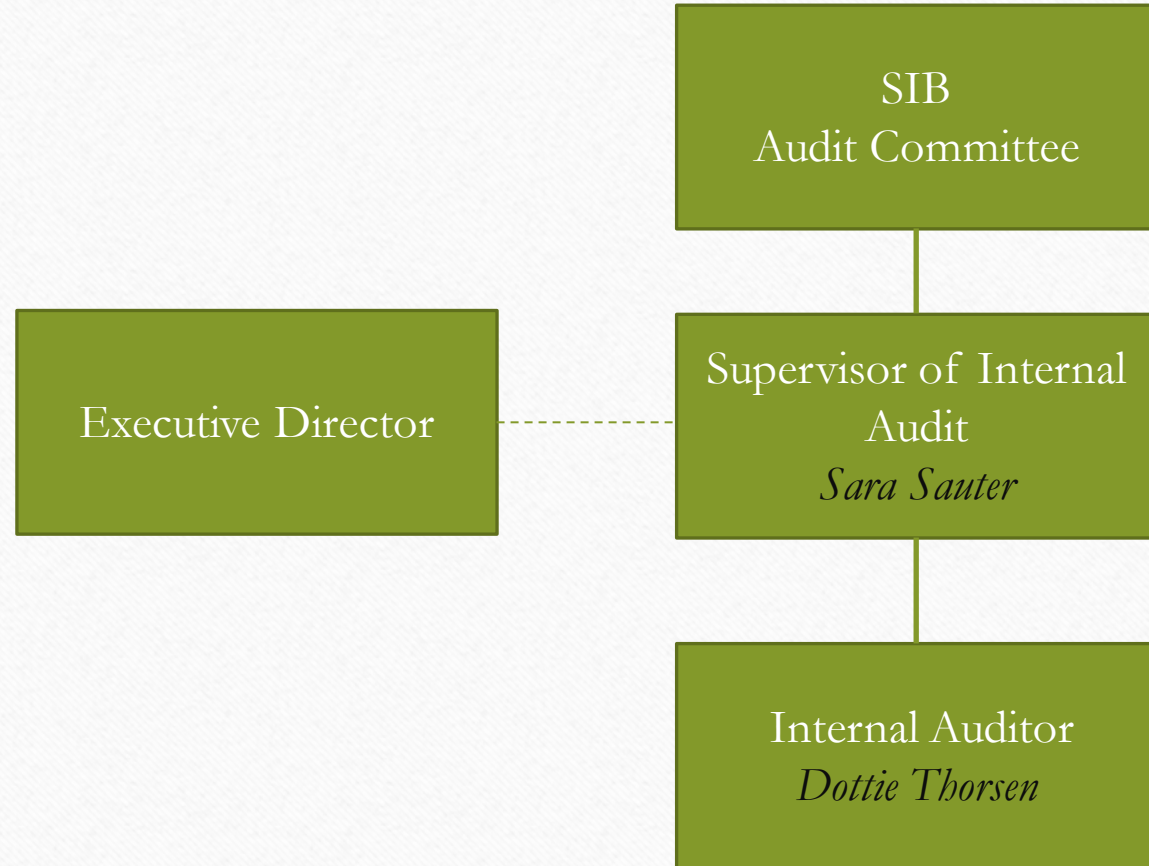 SIB
Audit Committee
Executive Director
Supervisor of Internal
Audit
Sara Sauter
Internal Auditor
Dottie Thorsen